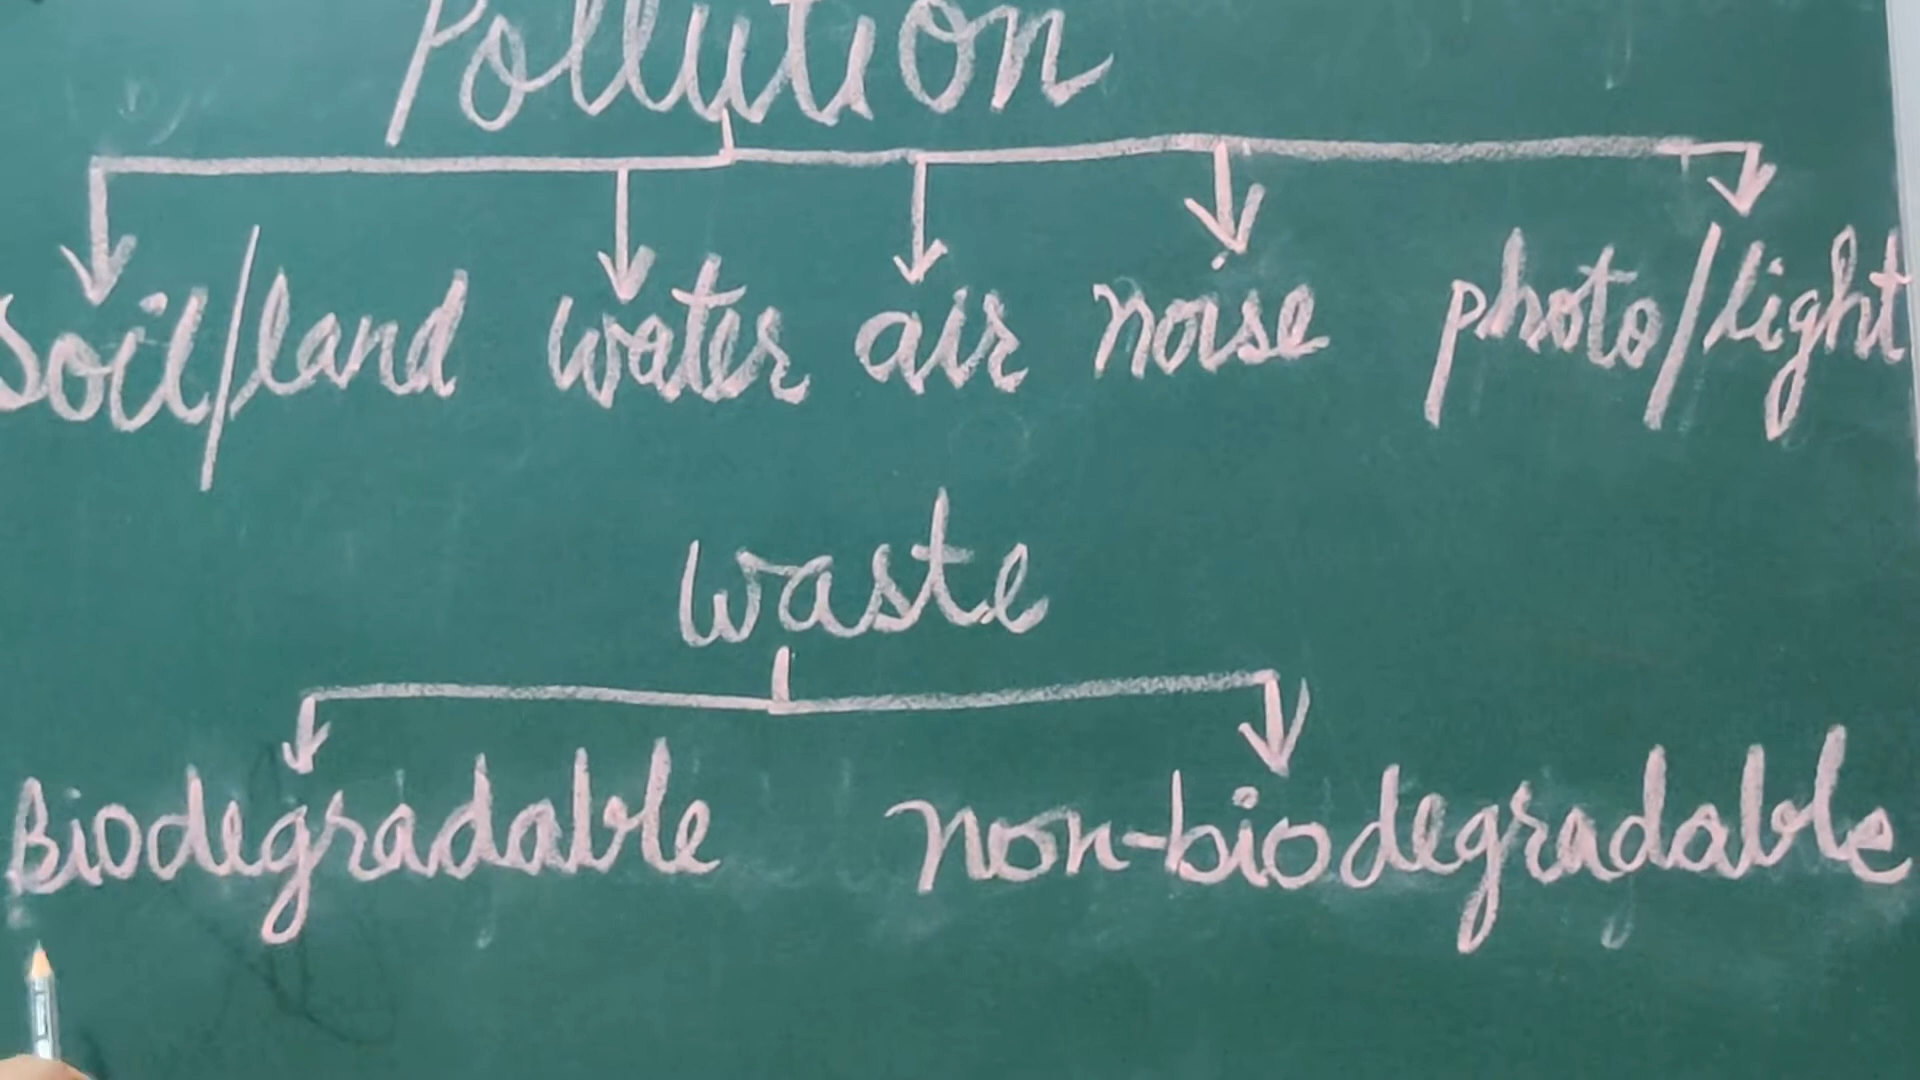 Pollution
Soil/land water air noise photo/light
waste
Biodegradable non-biodegradable